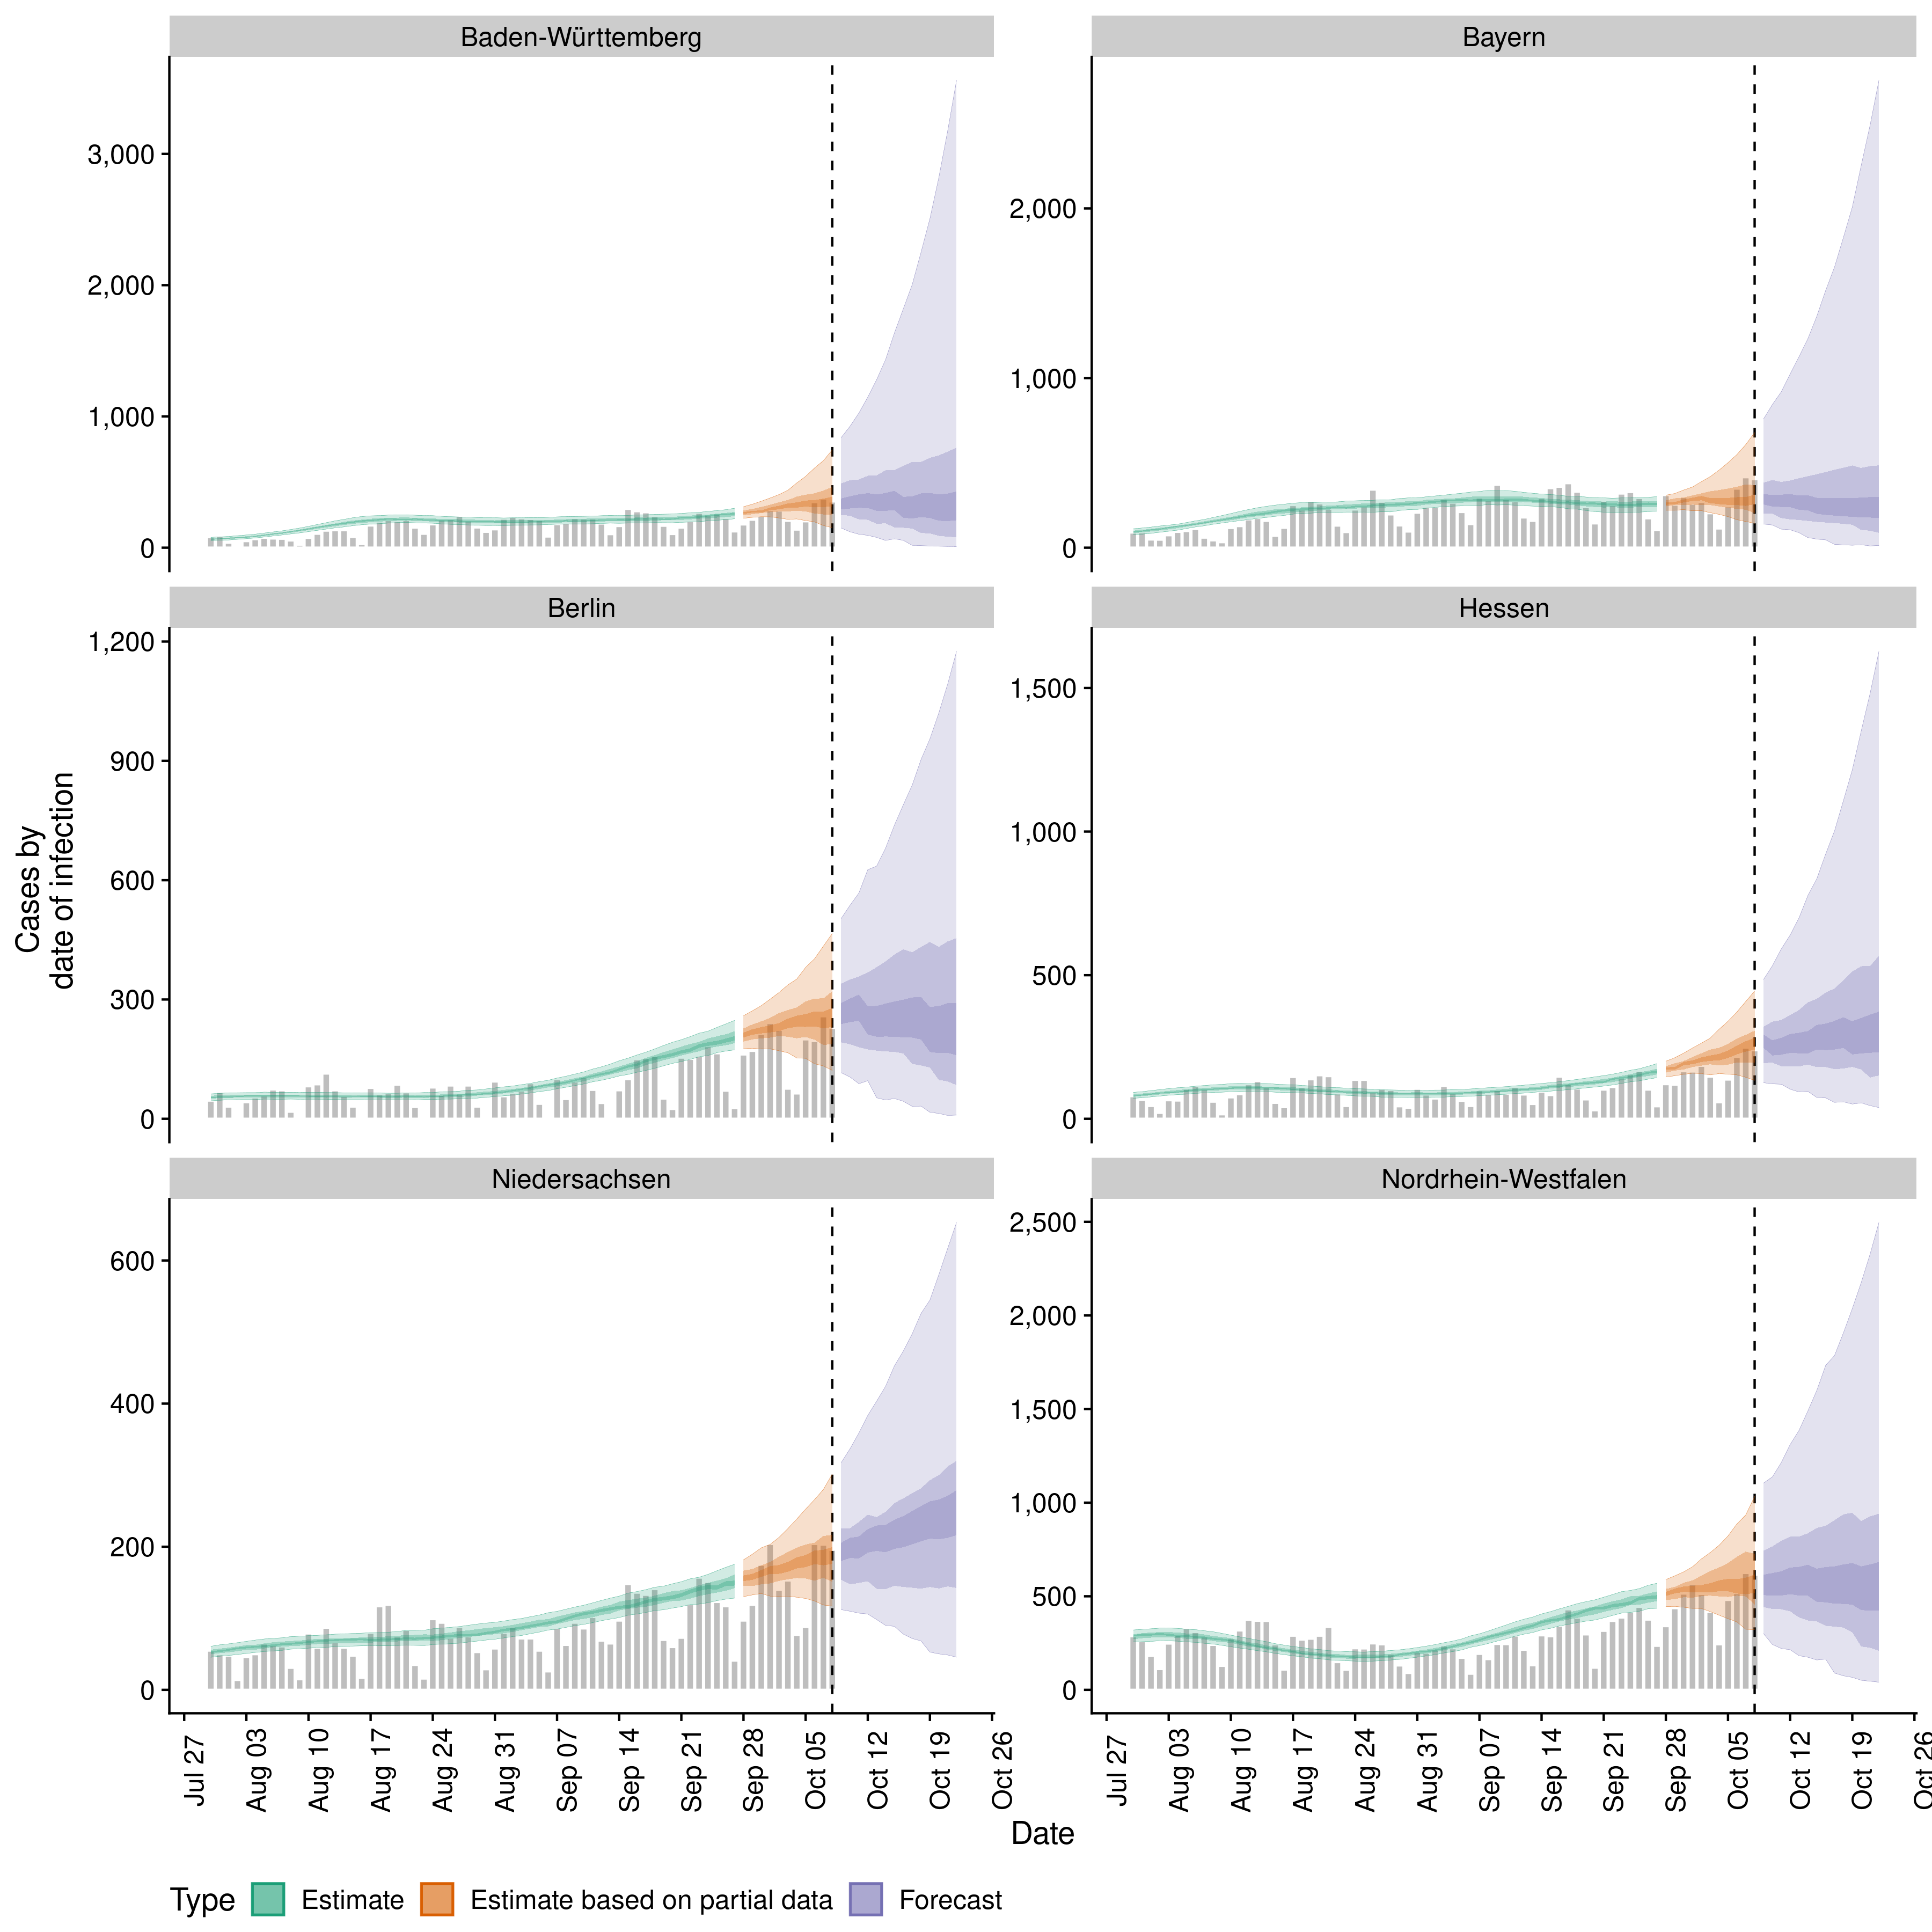 Baden-Württemberg
Bayern
3,000
2,000
1,000
0
2,000
1,000
0
Berlin
Hessen
1,200
900
600
300
0
1,500
1,000
500
0
Cases by
date of infection
Niedersachsen
Nordrhein-Westfalen
600
400
200
0
2,500
2,000
1,500
1,000
500
0
Jul 27
Aug 03
Aug 10
Aug 17
Aug 24
Aug 31
Sep 07
Sep 14
Sep 21
Sep 28
Oct 05
Oct 12
Oct 19
Oct 26
Jul 27
Aug 03
Aug 10
Aug 17
Aug 24
Aug 31
Sep 07
Sep 14
Sep 21
Sep 28
Oct 05
Oct 12
Oct 19
Oct 26
Date
Type Estimate Estimate based on partial data Forecast